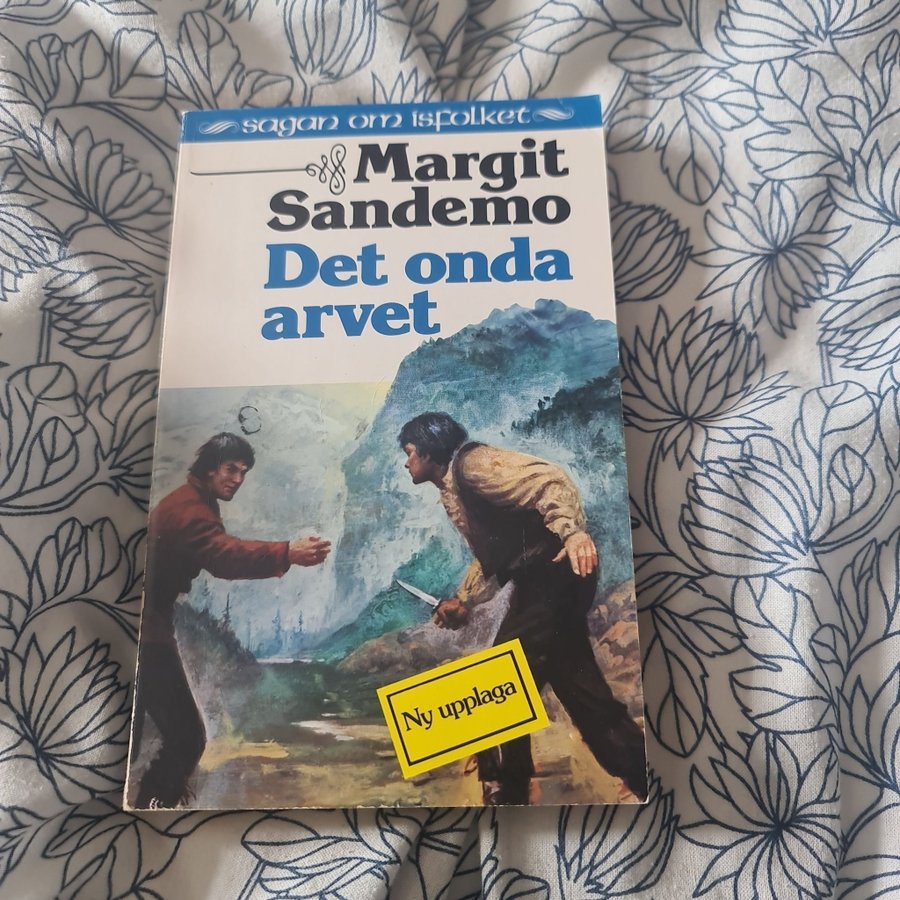 sagan om isfolket
Margit
Sandemo
Det onda
arvet
Ny upplaga